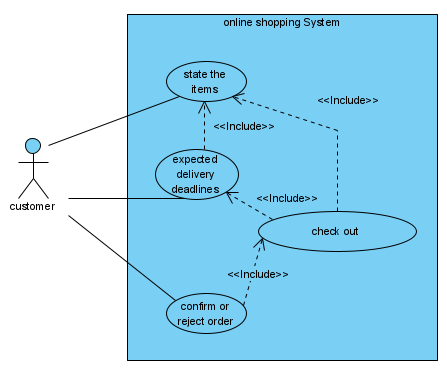 online shopping System
state the
items
<<Include>>
<<Include>>
expected
delivery
deadlines
<<Include>>
customer
check out
<<Include>>
confirm or
reject order